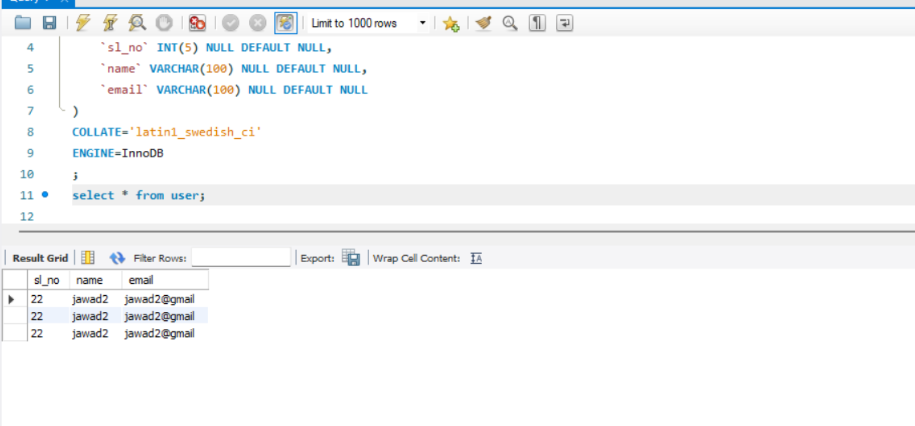 Limit to 1000 rows
4 `sl_no` INT(5) NULL DEFAULT NULL,
5 `name` VARCHAR(100) NULL DEFAULT NULL,
6 `email` VARCHAR(100) NULL DEFAULT NULL
7 )
8 COLLATE='latin1_swedish_ci'
9 ENGINE=InnoDB
10 ;
11 select * from user;
12
Result Grid Filter Rows: Export: Wrap Cell Content:
sl_no name email
22 jawad2 jawad2@gmail
22 jawad2 jawad2@gmail
22 jawad2 jawad2@gmail